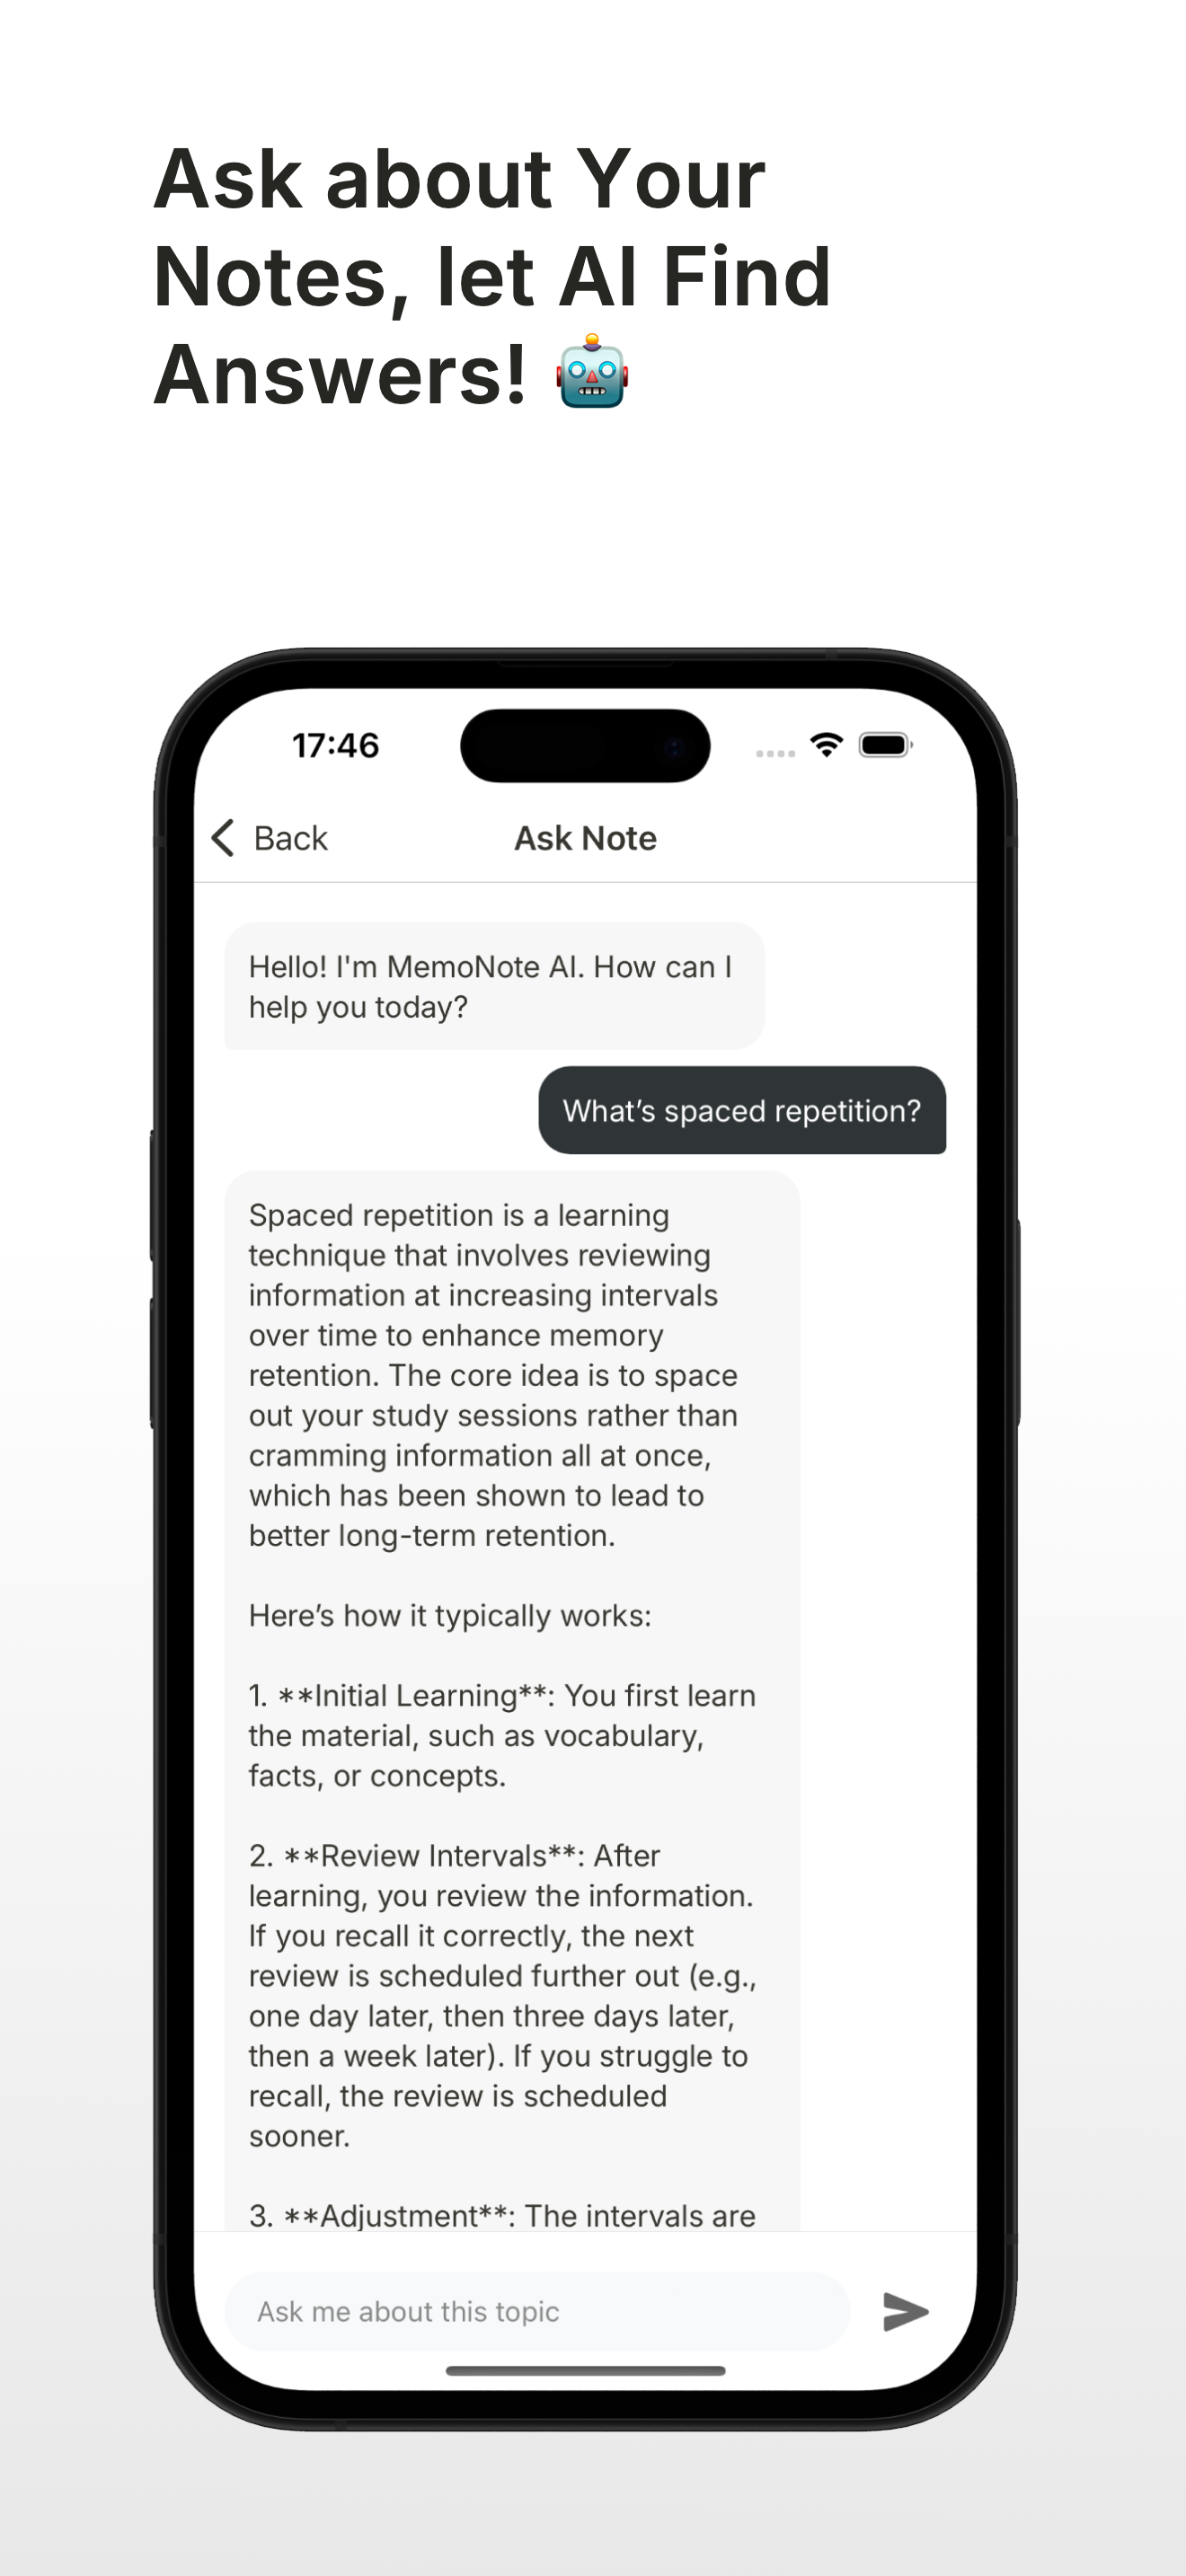 Ask about Your
Notes, let AI Find
Answers! 🤖
17:46
Back
Ask Note
Hello! I'm MemoNote AI. How can I
help you today?
What’s spaced repetition?
Spaced repetition is a learning
technique that involves reviewing
information at increasing intervals
over time to enhance memory
retention. The core idea is to space
out your study sessions rather than
cramming information all at once,
which has been shown to lead to
better long-term retention.
Here’s how it typically works:
1. **Initial Learning**: You first learn
the material, such as vocabulary,
facts, or concepts.
2. **Review Intervals**: After
learning, you review the information.
If you recall it correctly, the next
review is scheduled further out (e.g.,
one day later, then three days later,
then a week later). If you struggle to
recall, the review is scheduled
sooner.
3. **Adjustment**: The intervals are
Ask me about this topic